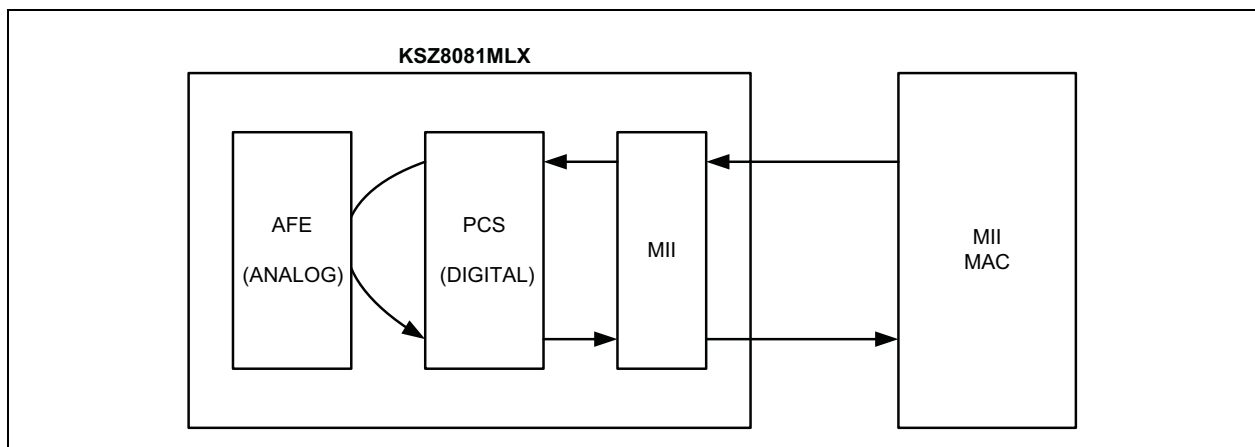 KSZ8081MLX
AFE
(ANALOG)
PCS
(DIGITAL)
MII
MII
MAC